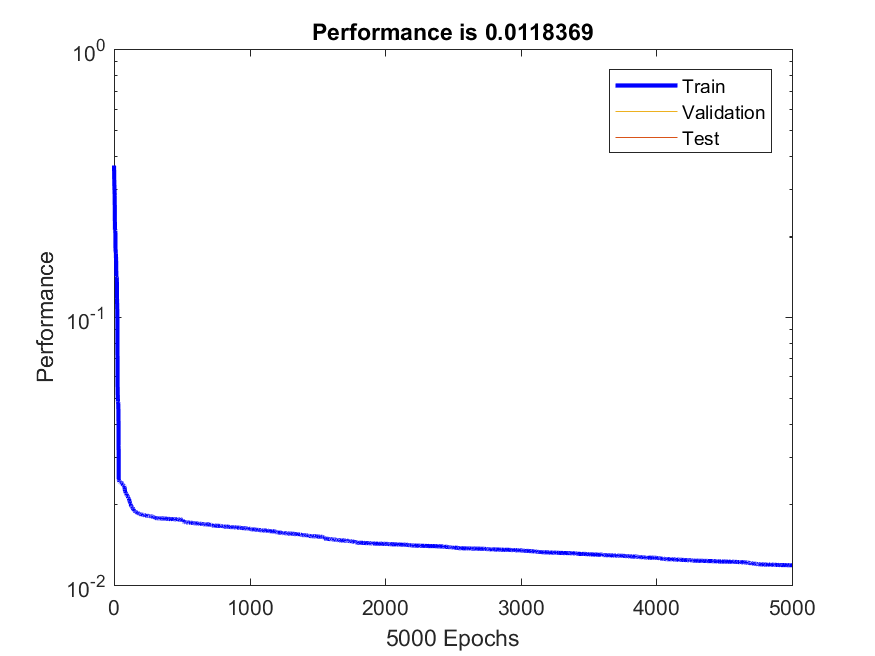 Performance is 0.0118369
10^0
10^-1
10^-2
Performance
Train
Validation
Test
0 1000 2000 3000 4000 5000
5000 Epochs